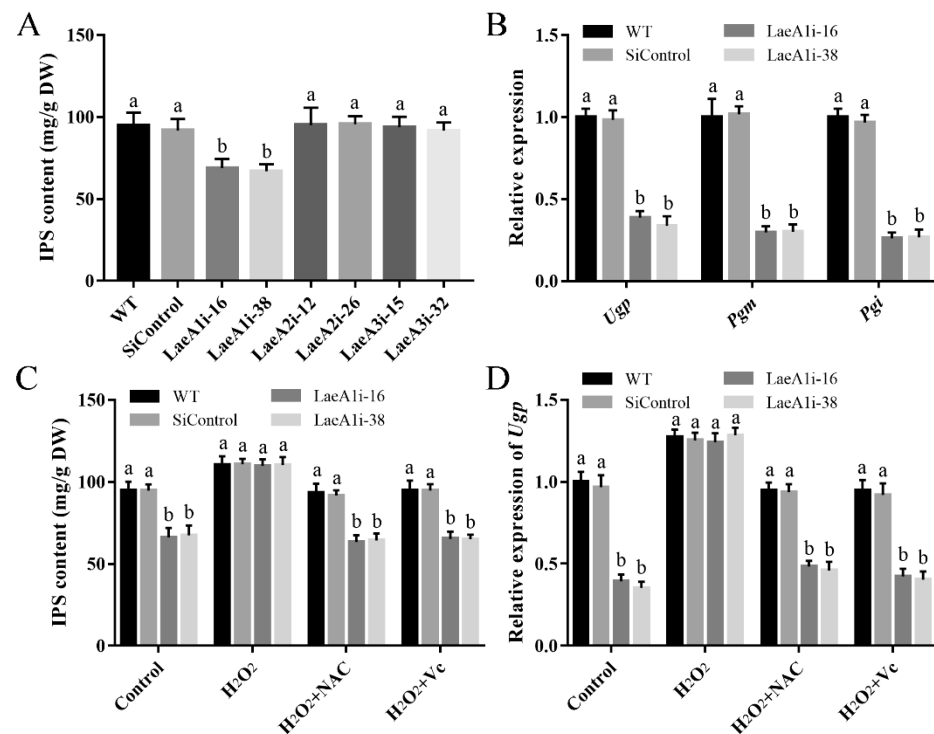 A
IPS content (mg/g DW)
150
100
50
0
a
a
b
b
a
a
a
a
WT
SiControl
LaeA1i-16
LaeA1i-38
LaeA2i-12
LaeA2i-26
LaeA3i-15
LaeA3i-32
B
WT
LaeA1i-16
SiControl
LaeA1i-38
Relative expression
1.5
1.0
0.5
0.0
a a b b
a a b b
a a b b
Ugp
Pgm
Pgi
C
WT
LaeA1i-16
SiControl
LaeA1i-38
IPS content (mg/g DW)
150
100
50
0
a a b b
a a a a
a a b b
a a b b
Control
H2O2
H2O2+NAC
H2O2+Vc
D
WT
LaeA1i-16
SiControl
LaeA1i-38
Relative expression of Ugp
1.5
1.0
0.5
0.0
a a b b
a a a a
a a b b
a a b b
Control
H2O2
H2O2+NAC
H2O2+Vc